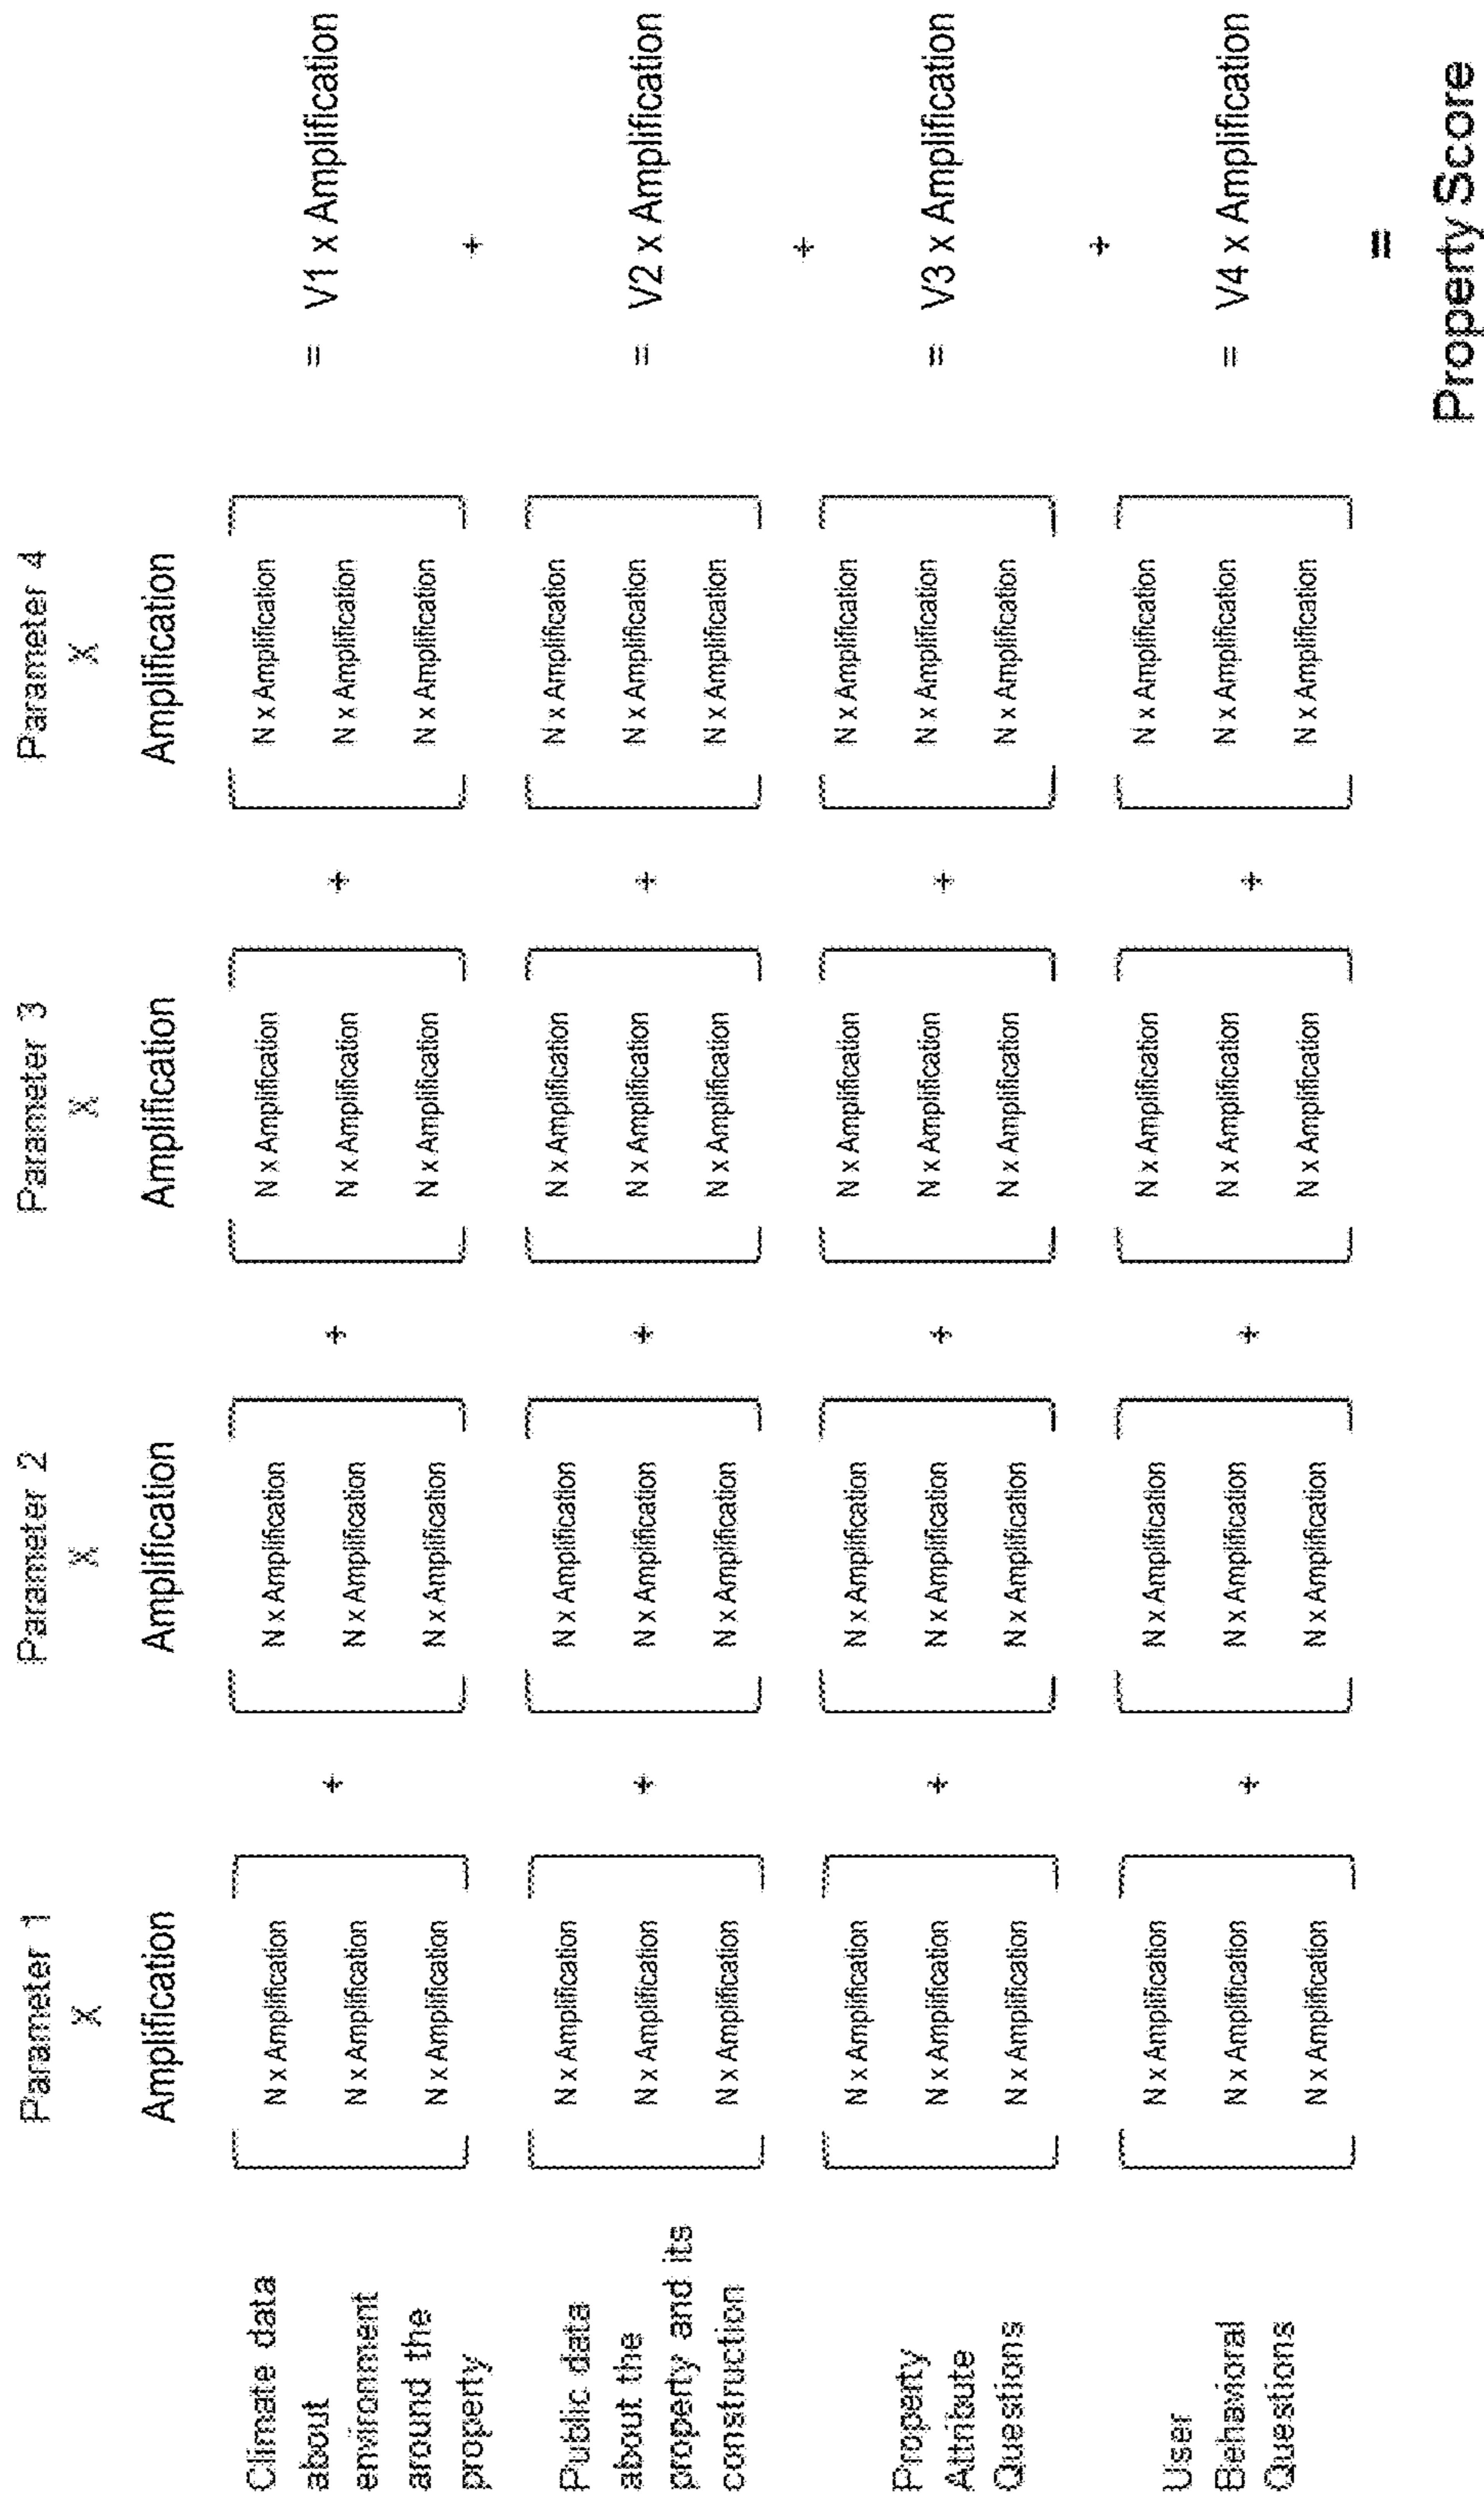 Parameter 1
X
Amplification
Parameter 2
X
Amplification
Parameter 3
X
Amplification
Parameter 4
X
Amplification
Climate data
about
environment
around the
property
N x Amplification
N x Amplification
N x Amplification
+
N x Amplification
N x Amplification
N x Amplification
+
N x Amplification
N x Amplification
N x Amplification
+
N x Amplification
N x Amplification
N x Amplification
= V1 x Amplification
+
Public data
about the
property and its
construction
N x Amplification
N x Amplification
N x Amplification
+
N x Amplification
N x Amplification
N x Amplification
+
N x Amplification
N x Amplification
N x Amplification
+
N x Amplification
N x Amplification
N x Amplification
= V2 x Amplification
+
Property
Attribute
Questions
N x Amplification
N x Amplification
N x Amplification
+
N x Amplification
N x Amplification
N x Amplification
+
N x Amplification
N x Amplification
N x Amplification
+
N x Amplification
N x Amplification
N x Amplification
= V3 x Amplification
+
User
Behavioral
Questions
N x Amplification
N x Amplification
N x Amplification
+
N x Amplification
N x Amplification
N x Amplification
+
N x Amplification
N x Amplification
N x Amplification
+
N x Amplification
N x Amplification
N x Amplification
= V4 x Amplification
=
Property Score